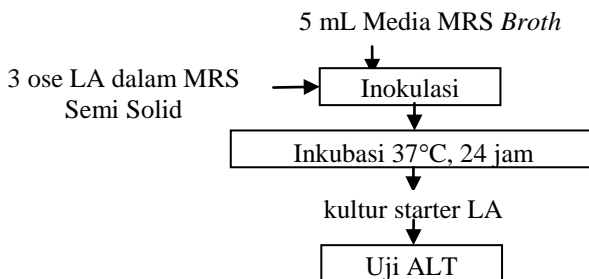 5 mL Media MRS Broth
3 ose LA dalam MRS
Semi Solid
Inokulasi
Inkubasi 37°C, 24 jam
kultur starter LA
Uji ALT